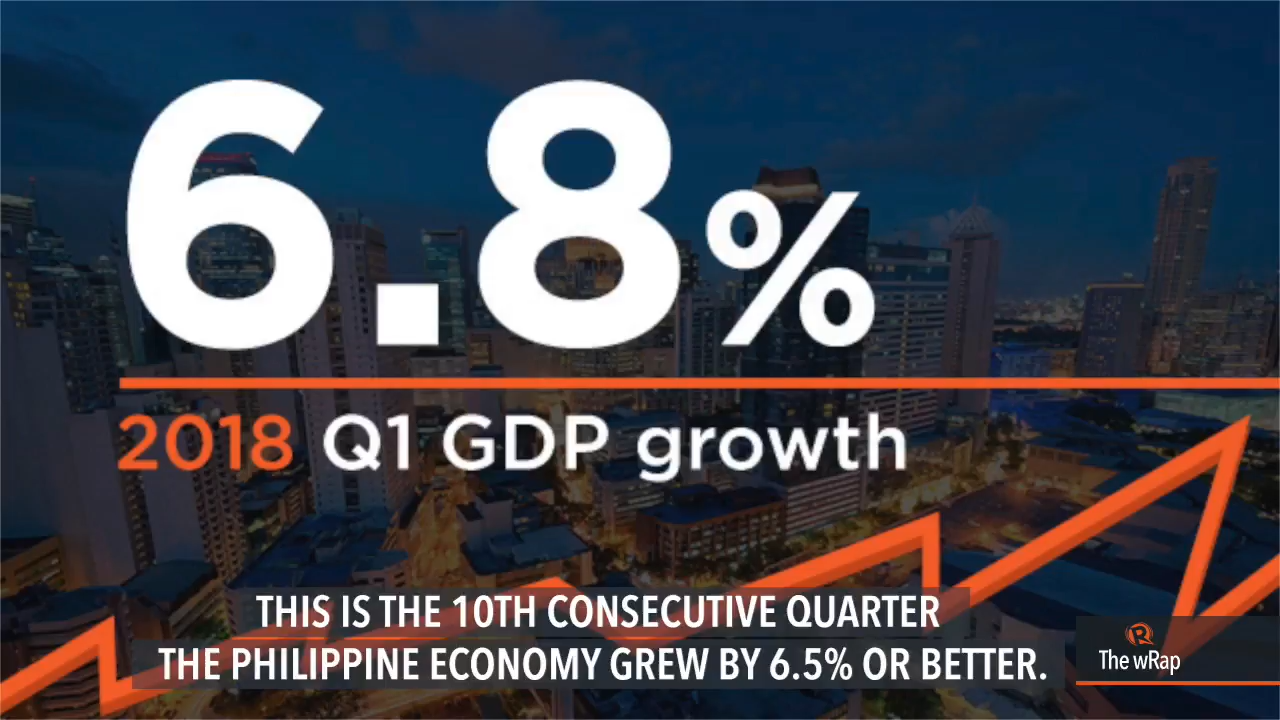 6.8%
2018 Q1 GDP growth
THIS IS THE 10TH CONSECUTIVE QUARTER
THE PHILIPPINE ECONOMY GREW BY 6.5% OR BETTER.
R
The wRap